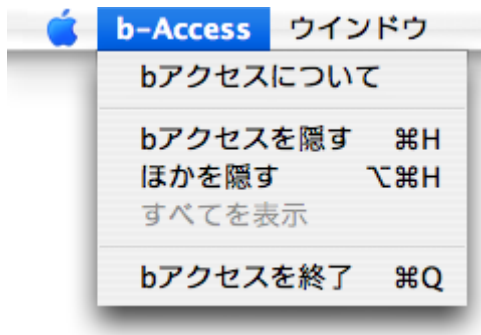 b-Access ウインドウ
bアクセスについて
bアクセスを隠す ⌘H
ほかを隠す ⌥⌘H
すべてを表示
bアクセスを終了 ⌘Q